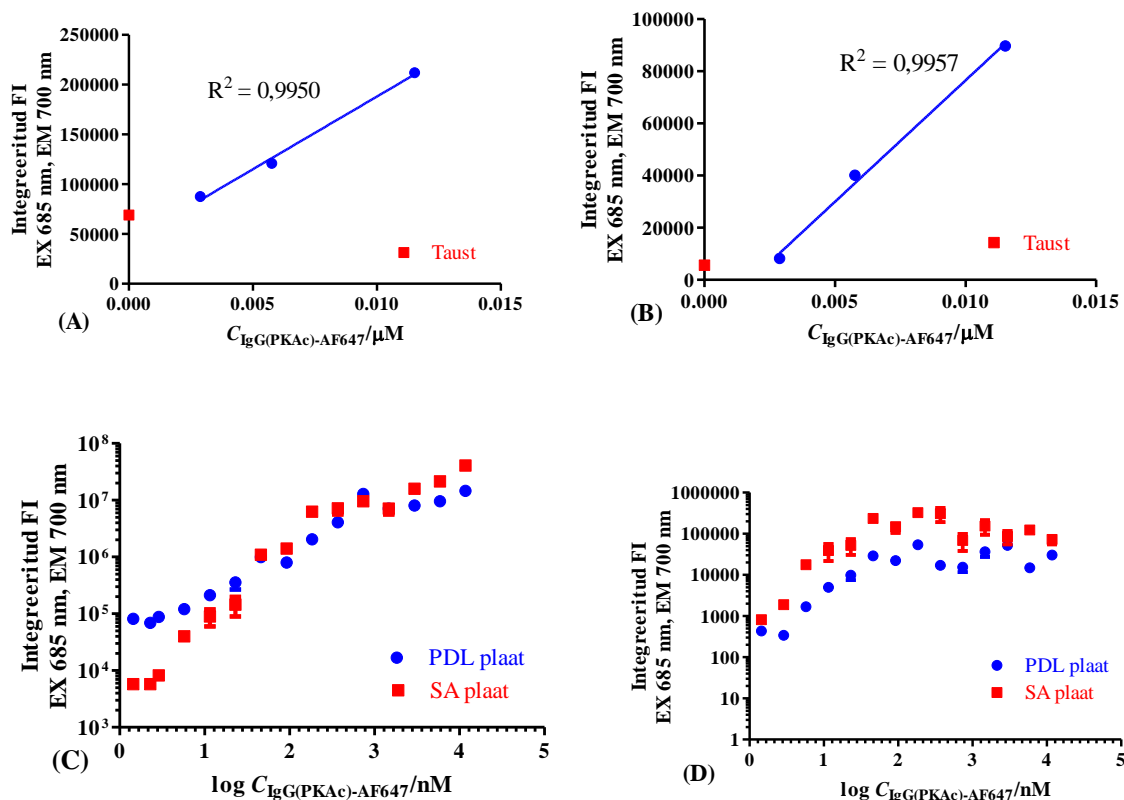 Integreeritud FI
EX 685 nm, EM 700 nm
250000
200000
150000
100000
50000
0
R² = 0,9950
Taust
0.000
0.005
0.010
0.015
(A)
C IgG(PKAc)-AF647/μM
Integreeritud FI
EX 685 nm, EM 700 nm
100000
80000
60000
40000
20000
0
R² = 0,9957
Taust
0.000
0.005
0.010
0.015
(B)
C IgG(PKAc)-AF647/μM
Integreeritud FI
EX 685 nm, EM 700 nm
10⁸
10⁷
10⁶
10⁵
10⁴
10³
PDL plaat
SA plaat
0
1
2
3
4
5
(C)
log C IgG(PKAc)-AF647/nM
Integreeritud FI
EX 685 nm, EM 700 nm
1000000
100000
10000
1000
100
10
1
PDL plaat
SA plaat
0
1
2
3
4
5
(D)
log C IgG(PKAc)-AF647/nM